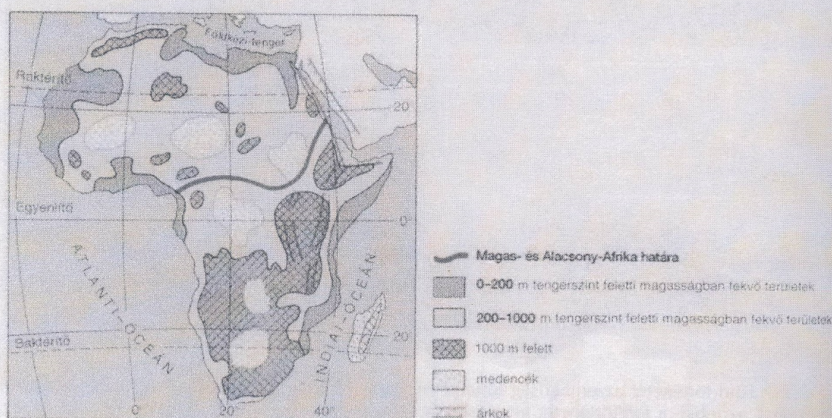 Földközi-tenger
Ráktérítő
20°
Egyenlítő
0°
ATLANTI-ÓCEÁN
INDIAI-ÓCEÁN
Baktérítő
20°
0°
20°
40°
Magas- és Alacsony-Afrika határa
0–200 m tengerszint feletti magasságban fekvő területek
200–1000 m tengerszint feletti magasságban fekvő területek
1000 m felett
medencék
árkok